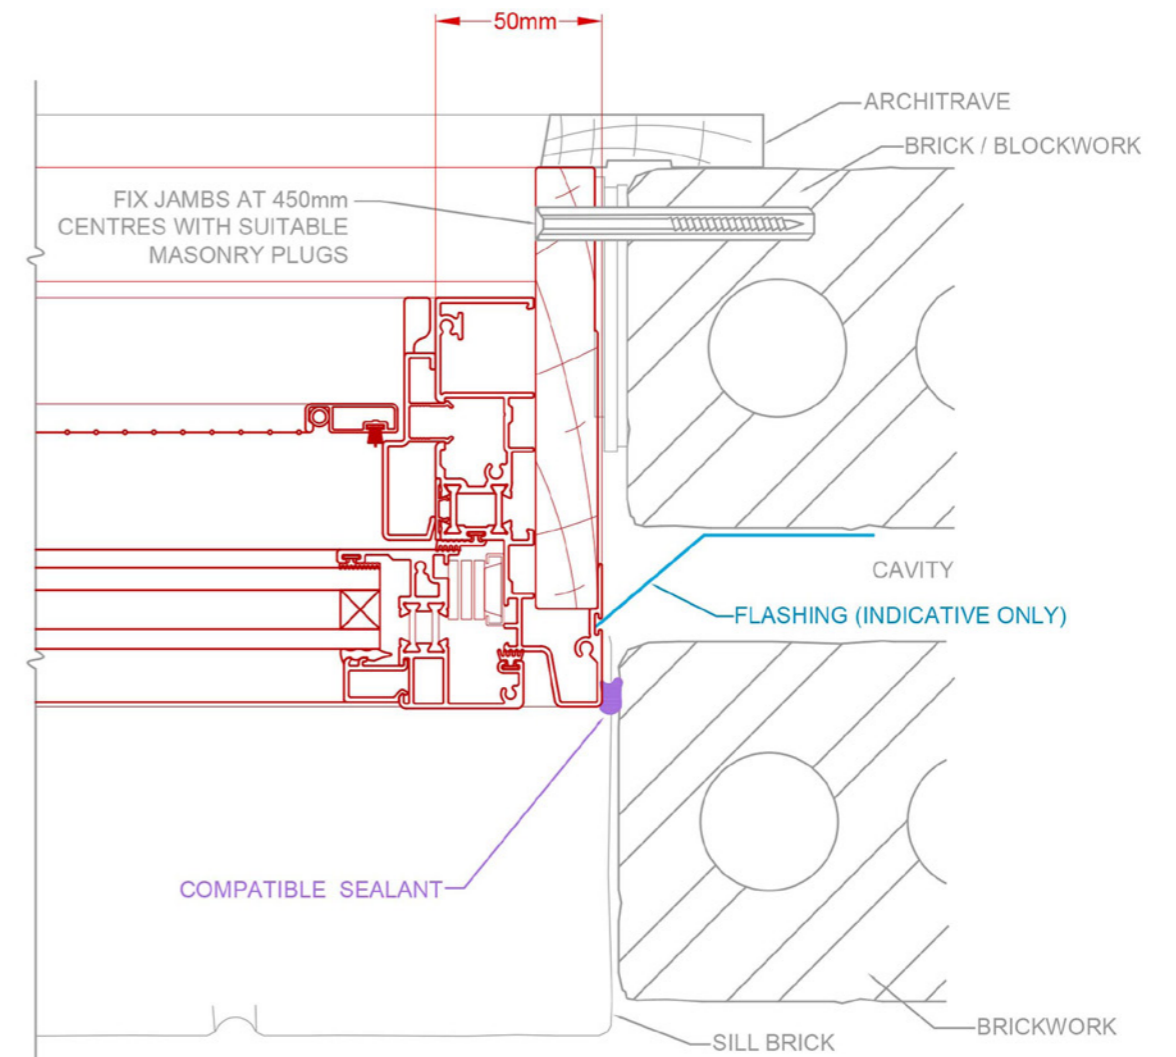 50mm
ARCHITRAVE
BRICK / BLOCKWORK
FIX JAMBS AT 450mm
CENTRES WITH SUITABLE
MASONRY PLUGS
CAVITY
FLASHING (INDICATIVE ONLY)
COMPATIBLE SEALANT
BRICKWORK
SILL BRICK